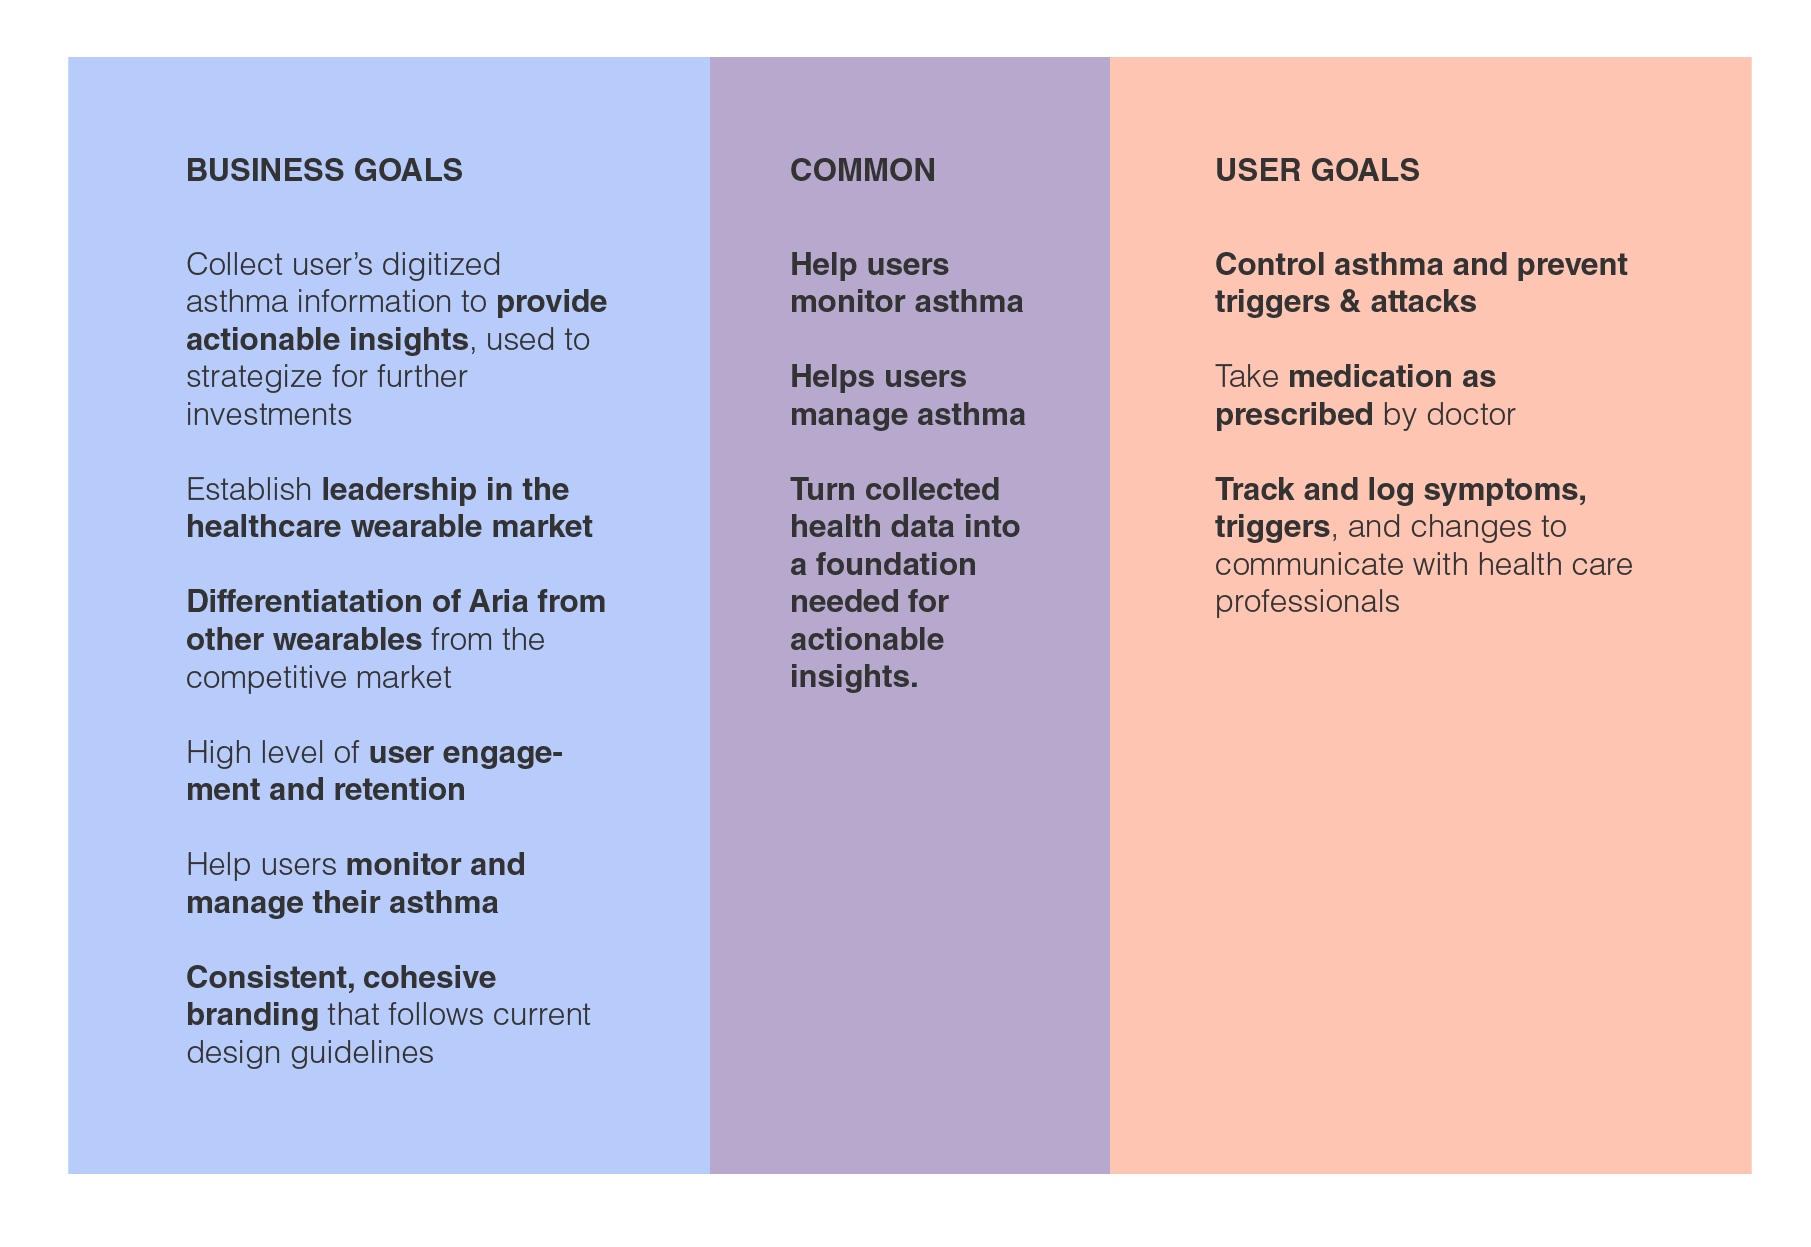 BUSINESS GOALS
Collect user’s digitized
asthma information to provide
actionable insights, used to
strategize for further
investments
Establish leadership in the
healthcare wearable market
Differentiatation of Aria from
other wearables from the
competitive market
High level of user engage-
ment and retention
Help users monitor and
manage their asthma
Consistent, cohesive
branding that follows current
design guidelines
COMMON
Help users
monitor asthma
Helps users
manage asthma
Turn collected
health data into
a foundation
needed for
actionable
insights.
USER GOALS
Control asthma and prevent
triggers & attacks
Take medication as
prescribed by doctor
Track and log symptoms,
triggers, and changes to
communicate with health care
professionals